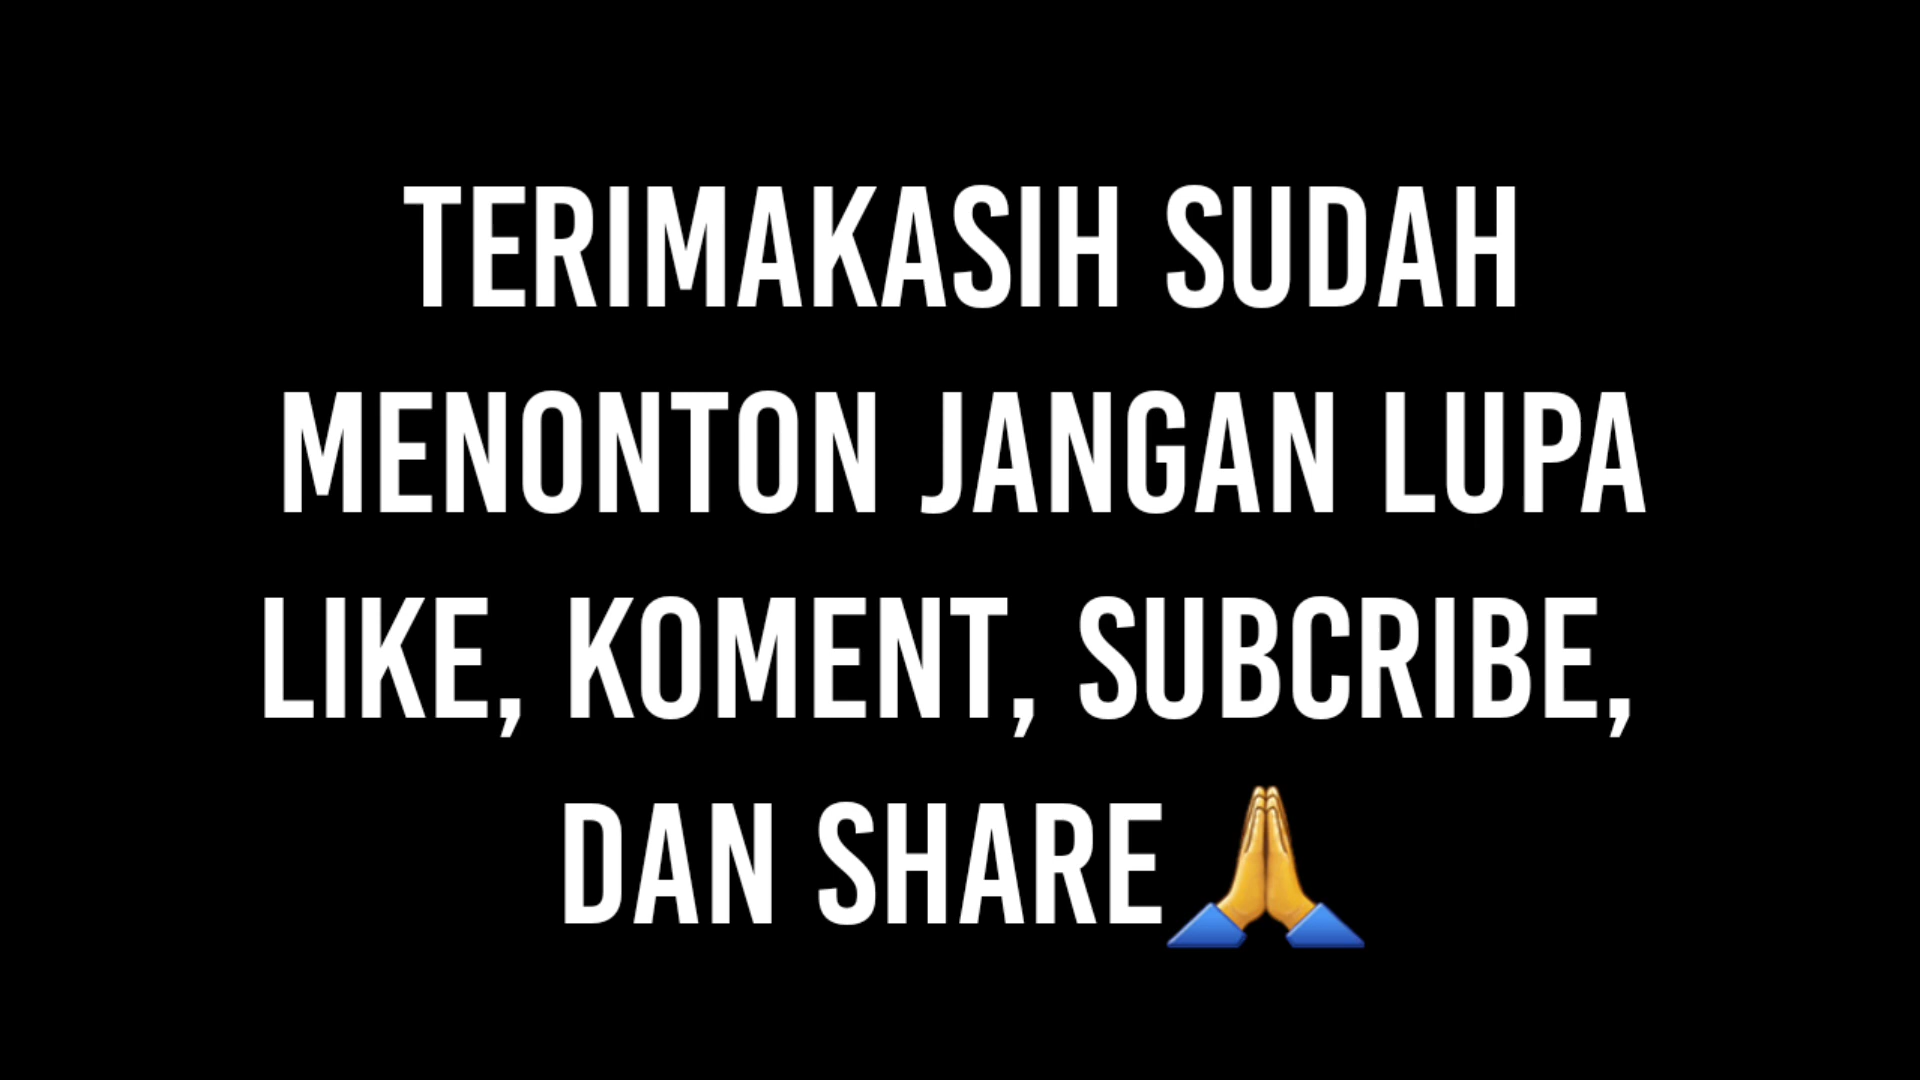 TERIMAKASIH SUDAH
MENONTON JANGAN LUPA
LIKE, KOMENT, SUBCRIBE,
DAN SHARE🙏